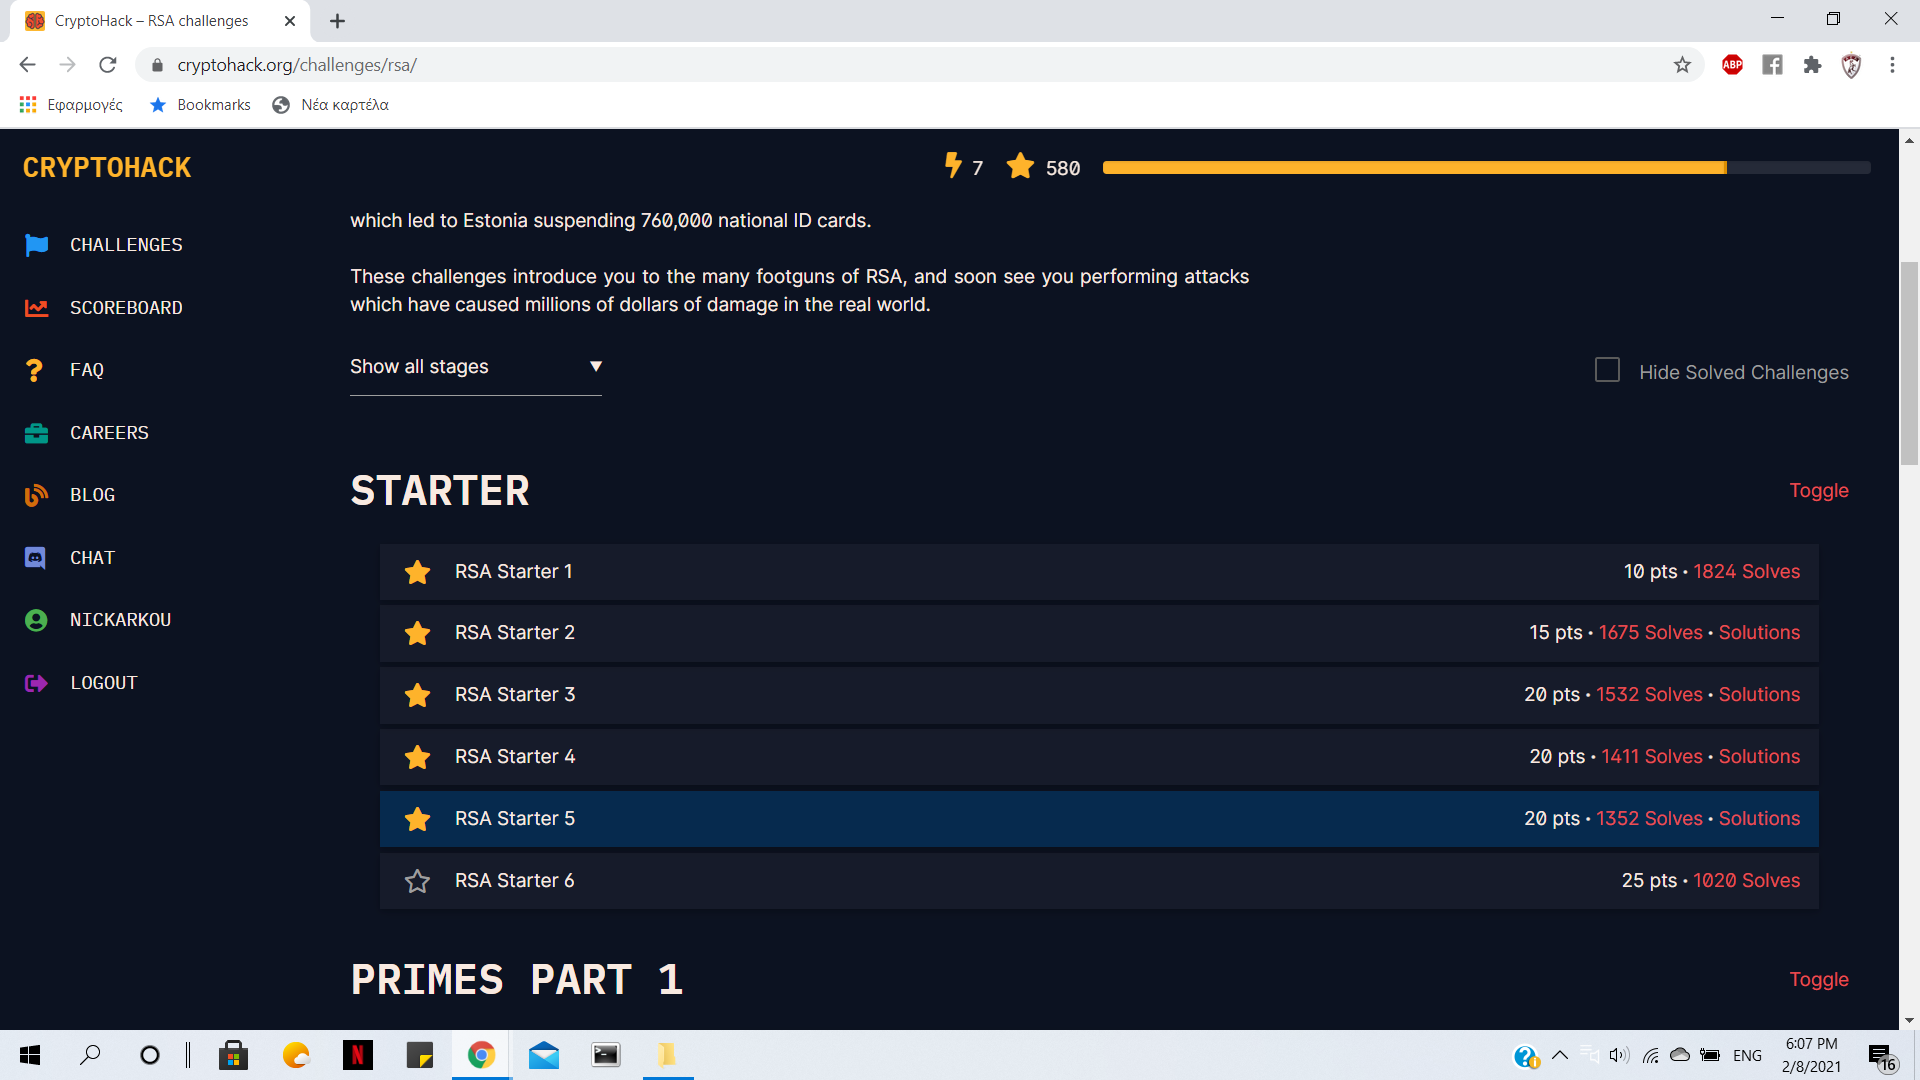 CryptoHack – RSA challenges
cryptohack.org/challenges/rsa/
ABP
Εφαρμογές
Bookmarks
Νέα καρτέλα
CRYPTOHACK
7
580
CHALLENGES
SCOREBOARD
FAQ
CAREERS
BLOG
CHAT
NICKARKOU
LOGOUT
which led to Estonia suspending 760,000 national ID cards.
These challenges introduce you to the many footguns of RSA, and soon see you performing attacks
which have caused millions of dollars of damage in the real world.
Show all stages
Hide Solved Challenges
STARTER
Toggle
RSA Starter 1
10 pts • 1824 Solves
RSA Starter 2
15 pts • 1675 Solves • Solutions
RSA Starter 3
20 pts • 1532 Solves • Solutions
RSA Starter 4
20 pts • 1411 Solves • Solutions
RSA Starter 5
20 pts • 1352 Solves • Solutions
RSA Starter 6
25 pts • 1020 Solves
PRIMES PART 1
Toggle
N
ENG
6:07 PM
2/8/2021
16